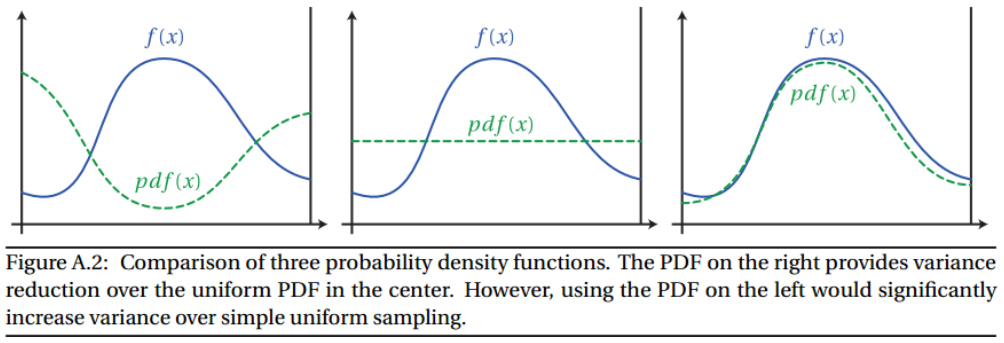 f(x) f(x) f(x)
pdf(x)
pdf(x)
pdf(x)
Figure A.2: Comparison of three probability density functions. The PDF on the right provides variance
reduction over the uniform PDF in the center. However, using the PDF on the left would significantly
increase variance over simple uniform sampling.